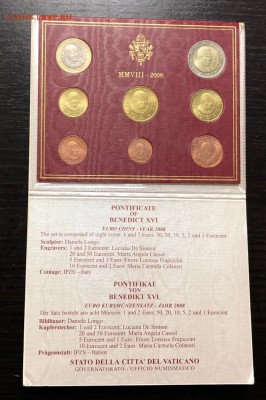 MMVIII - 2008
PONTIFICATE
OF
BENEDICT XVI
EURO COINS - YEAR 2008
The set is composed of eight coins: 1 and 2 Euro; 50, 20, 10, 5, 2 and 1 Eurocent
Sculptor: Daniela Longo
Engravers: 1 and 2 Eurocent: Luciana De Simoni
20 and 50 Eurocent: Maria Angela Cassol
5 Eurocent and 1 Euro: Ettore Lorenzo Frapiccini
10 Eurocent and 2 Euro: Maria Carmela Colaneri
Coinage: IPZS - Italy
PONTIFIKAT
VON
BENEDIKT XVI.
EURO KURSMÜNZENSATZ - JAHR 2008
Der Satz besteht aus acht Münzen: 1 und 2 Euro; 50, 20, 10, 5, 2 und 1 Eurocent
Bildhauer: Daniela Longo
Kupferstecher: 1 und 2 Eurocent: Luciana De Simoni
20 und 50 Eurocent: Maria Angela Cassol
5 Eurocent und 1 Euro: Ettore Lorenzo Frapiccini
10 Eurocent und 2 Euro: Maria Carmela Colaneri
Prägeanstalt: IPZS - Italien
STATO DELLA CITTA' DEL VATICANO
GOVERNATORATO - UFFICIO NUMISMATICO